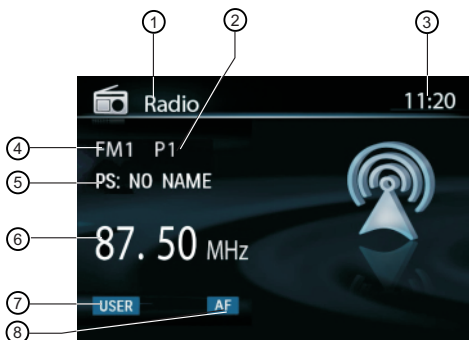 1 2 3
Radio 11:20
4 FM1 P1
5 PS: NO NAME
6 87. 50 MHz
7 USER AF
8